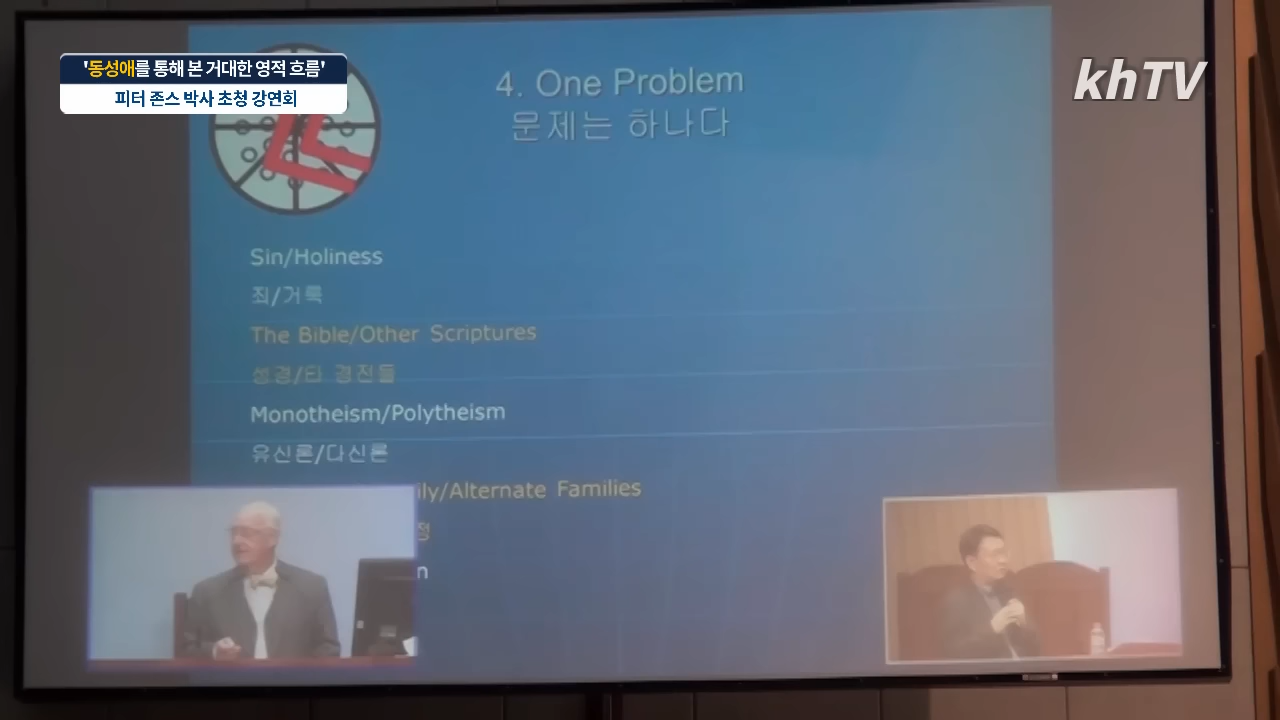 '동성애를 통해 본 거대한 영적 흐름'
피터 존스 박사 초청 강연회
khTV
4. One Problem
문제는 하나다
Sin/Holiness
죄/거룩
The Bible/Other Scriptures
성경/타 경전들
Monotheism/Polytheism
유신론/다신론
ily/Alternate Families
정
n